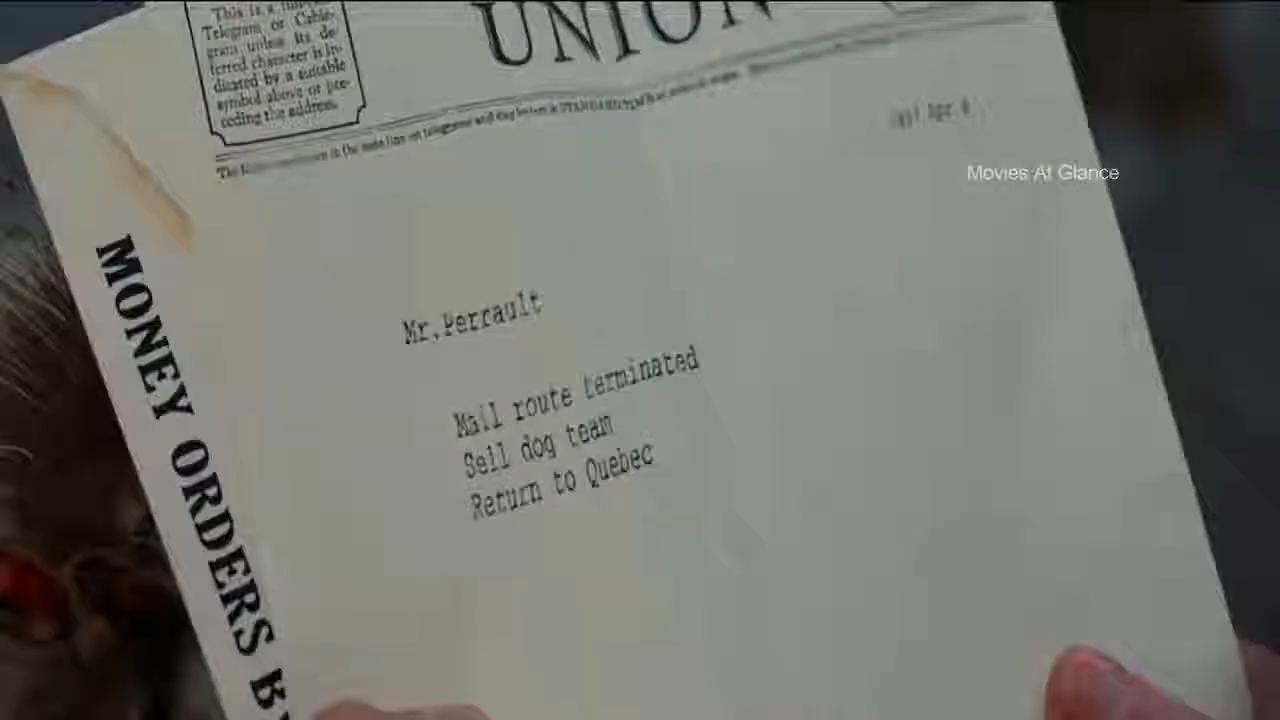 This is a
Telegram or Cable-
gram unless its de-
ferred character is in-
dicated by a suitable
symbol above or pre-
ceding the address.
UNION
Apr
Movies At Glance
MONEY ORDERS
Mr. Perrault
Mail route terminated
Sell dog team
Return to Quebec